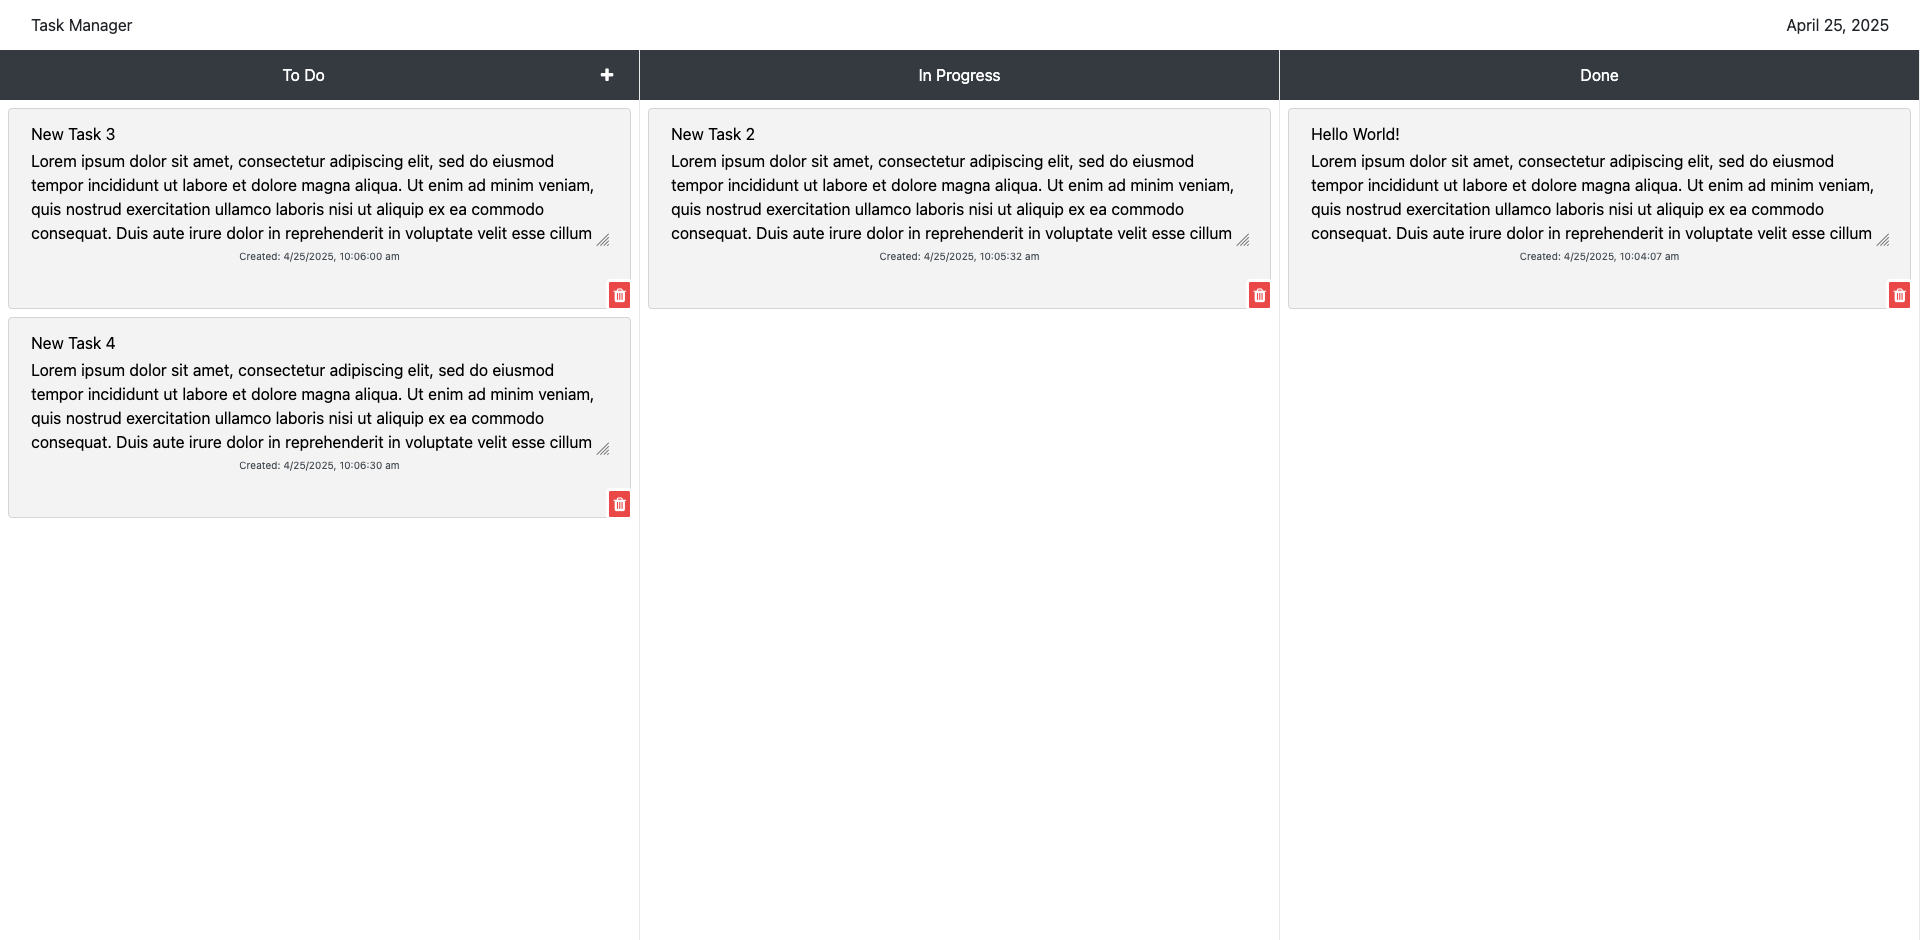 Task Manager
April 25, 2025
To Do
New Task 3
Lorem ipsum dolor sit amet, consectetur adipiscing elit, sed do eiusmod
tempor incididunt ut labore et dolore magna aliqua. Ut enim ad minim veniam,
quis nostrud exercitation ullamco laboris nisi ut aliquip ex ea commodo
consequat. Duis aute irure dolor in reprehenderit in voluptate velit esse cillum
Created: 4/25/2025, 10:06:00 am
New Task 4
Lorem ipsum dolor sit amet, consectetur adipiscing elit, sed do eiusmod
tempor incididunt ut labore et dolore magna aliqua. Ut enim ad minim veniam,
quis nostrud exercitation ullamco laboris nisi ut aliquip ex ea commodo
consequat. Duis aute irure dolor in reprehenderit in voluptate velit esse cillum
Created: 4/25/2025, 10:06:30 am
In Progress
New Task 2
Lorem ipsum dolor sit amet, consectetur adipiscing elit, sed do eiusmod
tempor incididunt ut labore et dolore magna aliqua. Ut enim ad minim veniam,
quis nostrud exercitation ullamco laboris nisi ut aliquip ex ea commodo
consequat. Duis aute irure dolor in reprehenderit in voluptate velit esse cillum
Created: 4/25/2025, 10:05:32 am
Done
Hello World!
Lorem ipsum dolor sit amet, consectetur adipiscing elit, sed do eiusmod
tempor incididunt ut labore et dolore magna aliqua. Ut enim ad minim veniam,
quis nostrud exercitation ullamco laboris nisi ut aliquip ex ea commodo
consequat. Duis aute irure dolor in reprehenderit in voluptate velit esse cillum
Created: 4/25/2025, 10:04:07 am